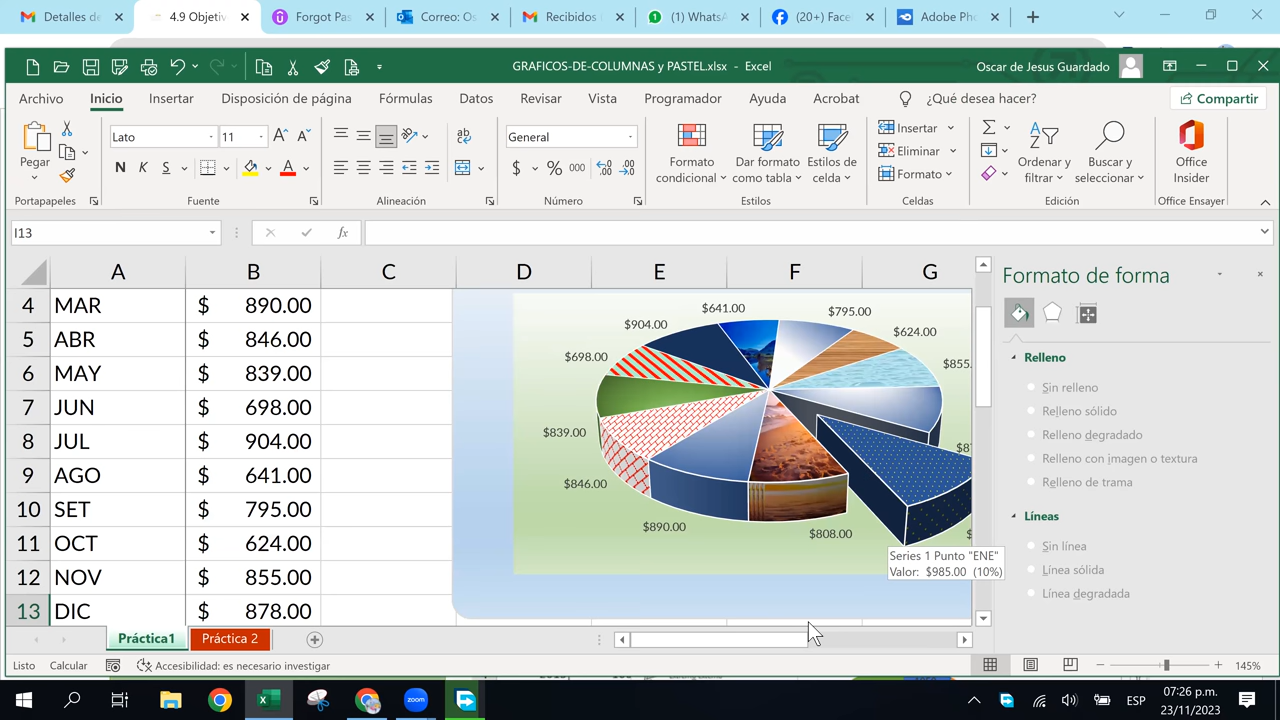 Detalles de
4.9 Objetiv
Forgot Pas
Correo: Os
Recibidos
(1) WhatsA
(20+) Face
Adobe Pho
GRAFICOS-DE-COLUMNAS y PASTEL.xlsx - Excel
Oscar de Jesus Guardado
Archivo Inicio Insertar Disposición de página Fórmulas Datos Revisar Vista Programador Ayuda Acrobat ¿Qué desea hacer? Compartir
Pegar
Lato 11
N K S
General
$ % 000
Formato condicional
Dar formato como tabla
Estilos de celda
Insertar
Eliminar
Formato
Ordenar y filtrar
Buscar y seleccionar
Office Insider
Portapapeles Fuente Alineación Número Estilos Celdas Edición Office Ensayer
I13 fx
A B C D E F G
4 MAR $ 890.00
5 ABR $ 846.00
6 MAY $ 839.00
7 JUN $ 698.00
8 JUL $ 904.00
9 AGO $ 641.00
10 SET $ 795.00
11 OCT $ 624.00
12 NOV $ 855.00
13 DIC $ 878.00
$641.00
$795.00
$904.00
$624.00
$698.00
$855.
$839.00
$846.00
$890.00
$808.00
Series 1 Punto "ENE"
Valor: $985.00 (10%)
Formato de forma
Relleno
Sin relleno
Relleno sólido
Relleno degradado
Relleno con imagen o textura
Relleno de trama
Líneas
Sin línea
Línea sólida
Línea degradada
Práctica1 Práctica 2
Listo Calcular Accesibilidad: es necesario investigar 145%
zoom
ESP
07:26 p.m.
23/11/2023